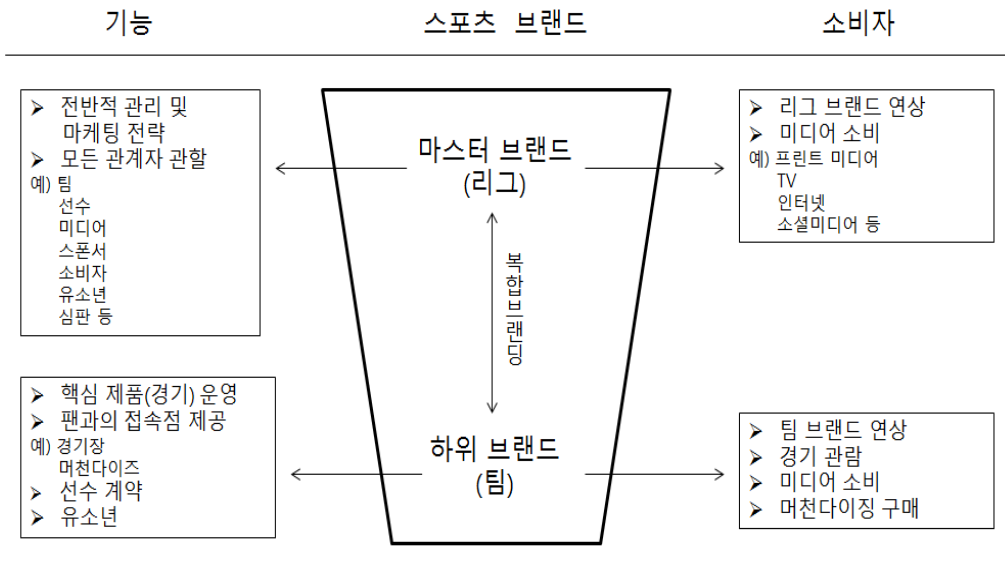 기능
스포츠 브랜드
소비자
➢ 전반적 관리 및
마케팅 전략
➢ 모든 관계자 관할
예) 팀
선수
미디어
스폰서
소비자
유소년
심판 등
마스터 브랜드
(리그)
➢ 리그 브랜드 연상
➢ 미디어 소비
예) 프린트 미디어
TV
인터넷
소셜미디어 등
복합브랜딩
➢ 핵심 제품(경기) 운영
➢ 팬과의 접속점 제공
예) 경기장
머천다이즈
➢ 선수 계약
➢ 유소년
하위 브랜드
(팀)
➢ 팀 브랜드 연상
➢ 경기 관람
➢ 미디어 소비
➢ 머천다이징 구매